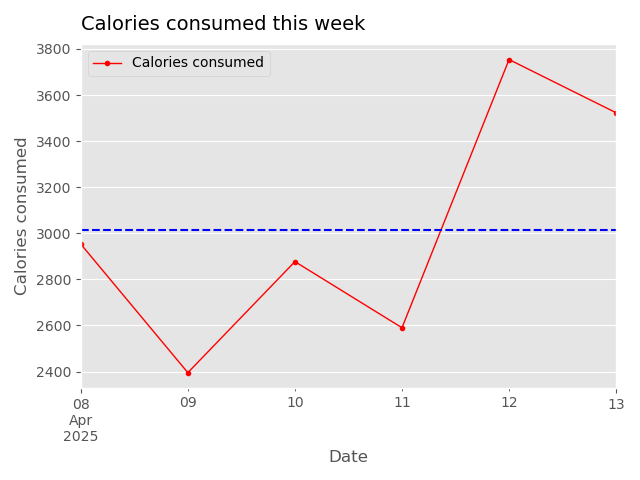 Calories consumed this week
Calories consumed
3800
3600
3400
3200
3000
2800
2600
2400
Calories consumed
08 09 10 11 12 13
Apr
2025
Date